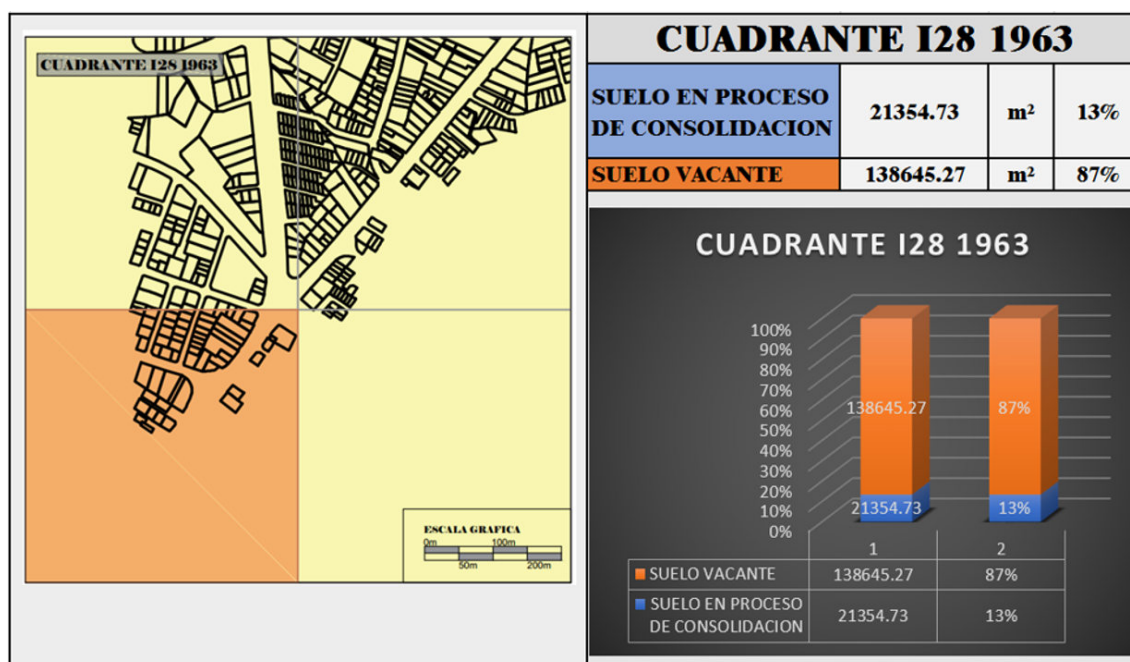 CUADRANTE I28 1963
ESCALA GRAFICA
0m 100m
50m 200m
CUADRANTE I28 1963
SUELO EN PROCESO
DE CONSOLIDACION 21354.73 m² 13%
SUELO VACANTE 138645.27 m² 87%
CUADRANTE I28 1963
100%
90%
80%
70%
60%
50%
40%
30%
20%
10%
0%
138645.27 87%
21354.73 13%
1 2
SUELO VACANTE 138645.27 87%
SUELO EN PROCESO
DE CONSOLIDACION 21354.73 13%